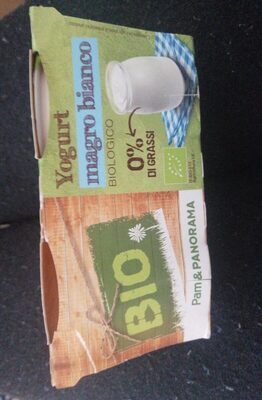 Yogurt
magro bianco
BIOLOGICO
0%
DI GRASSI
BIO
Pam & PANORAMA